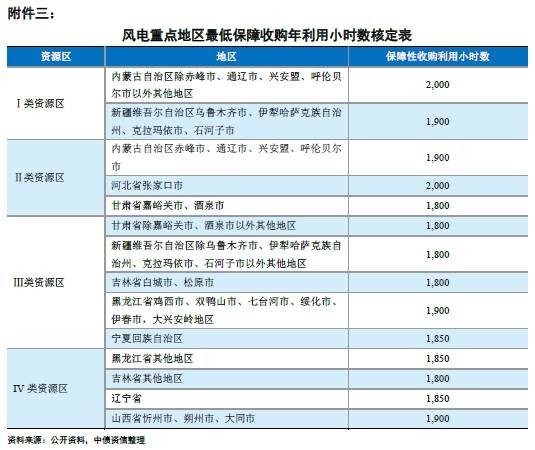 附件三：
风电重点地区最低保障收购年利用小时数核定表
资源区 地区 保障性收购利用小时数
Ⅰ类资源区
内蒙古自治区除赤峰市、通辽市、兴安盟、呼伦贝
尔市以外其他地区
2,000
新疆维吾尔自治区乌鲁木齐市、伊犁哈萨克族自治
州、克拉玛依市、石河子市
1,900
Ⅱ类资源区
内蒙古自治区赤峰市、通辽市、兴安盟、呼伦贝尔
市
1,900
河北省张家口市 2,000
甘肃省嘉峪关市、酒泉市 1,800
Ⅲ类资源区
甘肃省除嘉峪关市、酒泉市以外其他地区 1,800
新疆维吾尔自治区除乌鲁木齐市、伊犁哈萨克族自
治州、克拉玛依市、石河子市以外其他地区
1,800
吉林省白城市、松原市 1,800
黑龙江省鸡西市、双鸭山市、七台河市、绥化市、
伊春市，大兴安岭地区
1,900
宁夏回族自治区 1,850
IV 类资源区
黑龙江省其他地区 1,850
吉林省其他地区 1,800
辽宁省 1,850
山西省忻州市、朔州市、大同市 1,900
资料来源：公开资料，中债资信整理